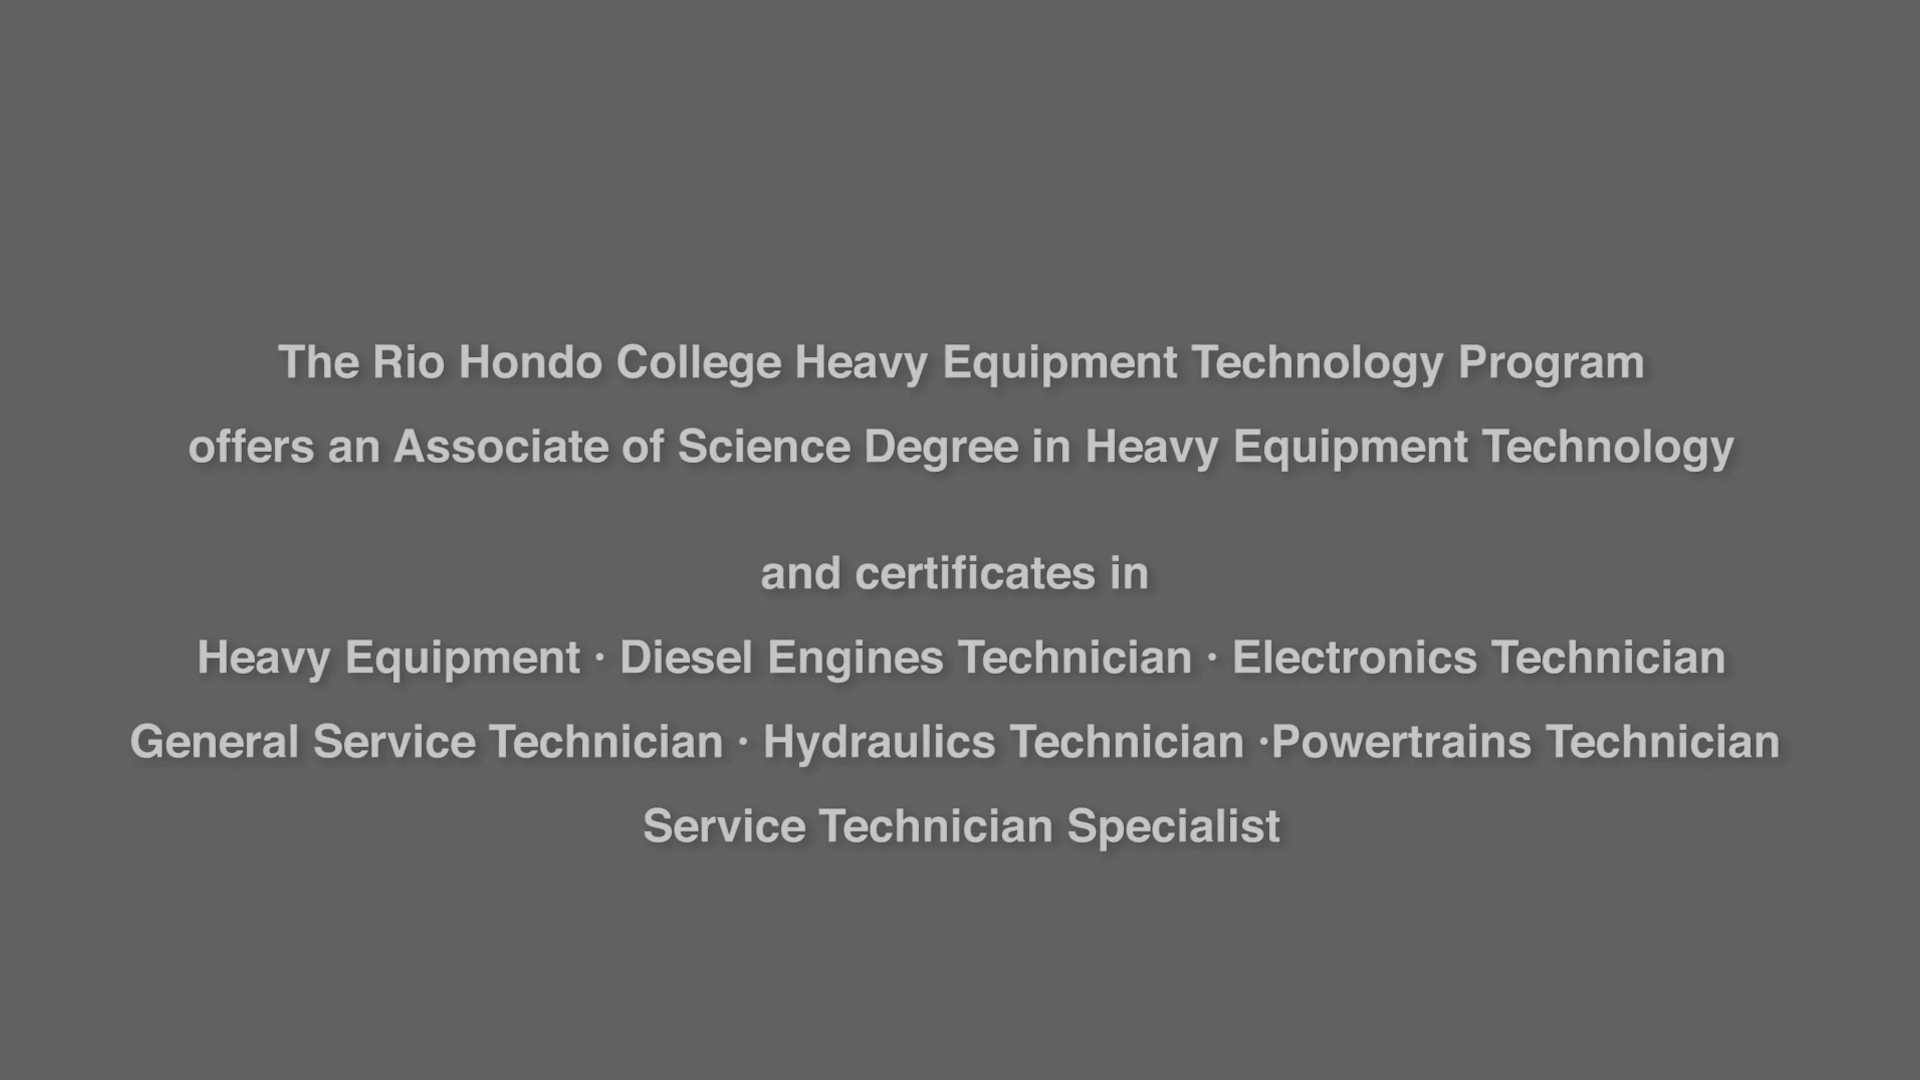 The Rio Hondo College Heavy Equipment Technology Program
offers an Associate of Science Degree in Heavy Equipment Technology
and certificates in
Heavy Equipment · Diesel Engines Technician · Electronics Technician
General Service Technician · Hydraulics Technician ·Powertrains Technician
Service Technician Specialist